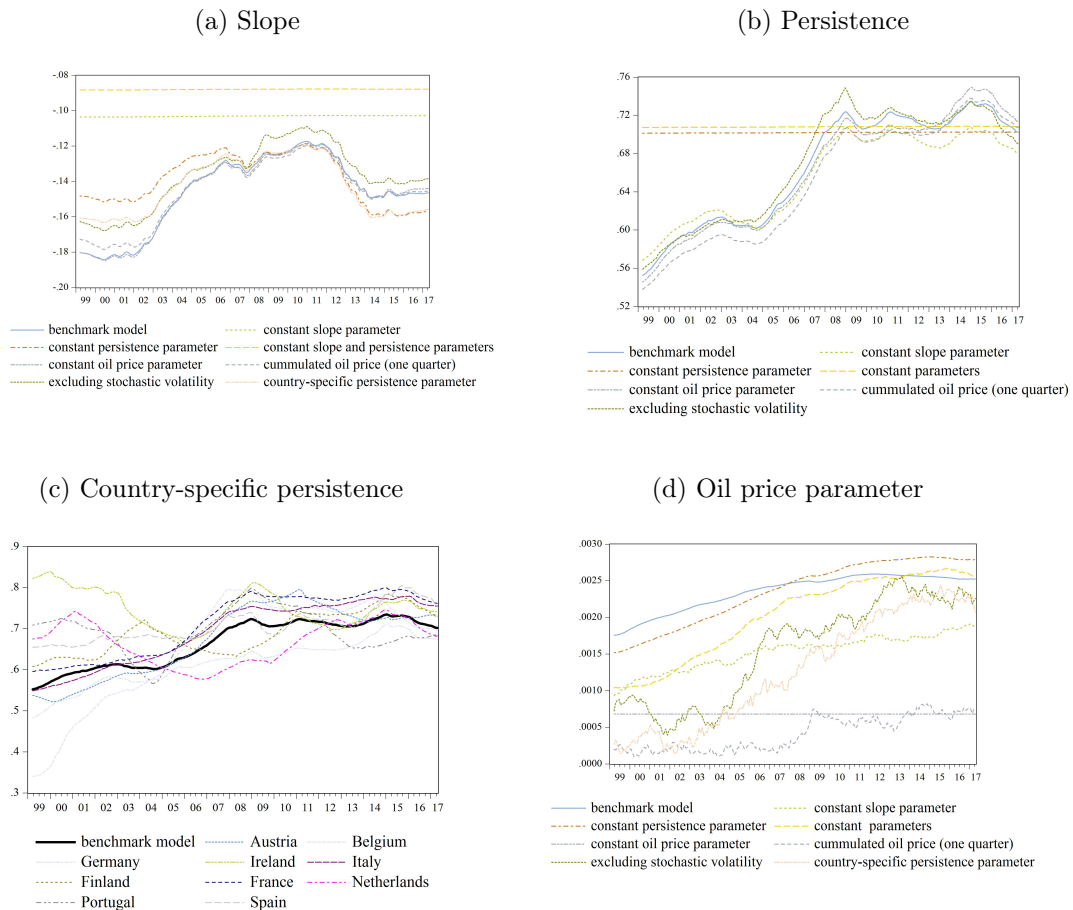 (a) Slope
-.08
-.10
-.12
-.14
-.16
-.18
-.20
99 00 01 02 03 04 05 06 07 08 09 10 11 12 13 14 15 16 17
benchmark model
constant slope parameter
constant persistence parameter
constant slope and persistence parameters
constant oil price parameter
cummulated oil price (one quarter)
excluding stochastic volatility
country-specific persistence parameter
(b) Persistence
.76
.72
.68
.64
.60
.56
.52
99 00 01 02 03 04 05 06 07 08 09 10 11 12 13 14 15 16 17
benchmark model
constant slope parameter
constant persistence parameter
constant parameters
constant oil price parameter
cummulated oil price (one quarter)
excluding stochastic volatility
(c) Country-specific persistence
.9
.8
.7
.6
.5
.4
.3
99 00 01 02 03 04 05 06 07 08 09 10 11 12 13 14 15 16 17
benchmark model
Austria
Belgium
Germany
Ireland
Italy
Finland
France
Netherlands
Portugal
Spain
(d) Oil price parameter
.0030
.0025
.0020
.0015
.0010
.0005
.0000
99 00 01 02 03 04 05 06 07 08 09 10 11 12 13 14 15 16 17
benchmark model
constant slope parameter
constant persistence parameter
constant parameters
constant oil price parameter
cummulated oil price (one quarter)
excluding stochastic volatility
country-specific persistence parameter